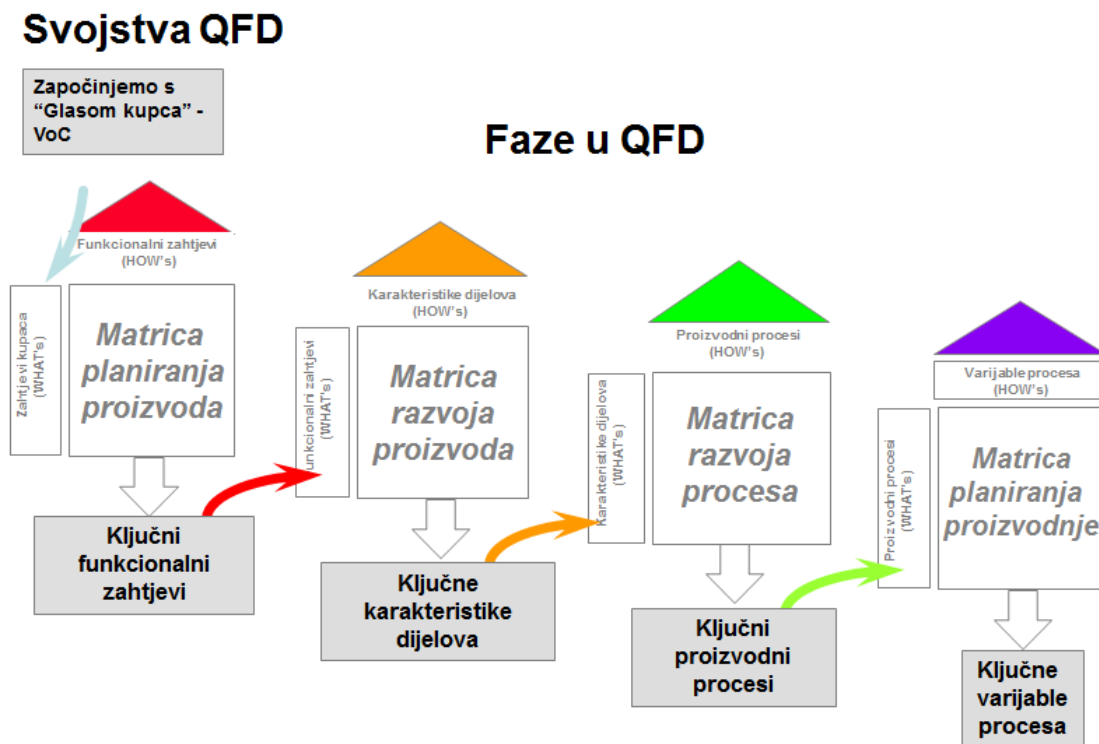 Svojstva QFD
Započinjemo s
“Glasom kupca” -
VoC
Faze u QFD
Funkcionalni zahtjevi
(HOW's)
Zahtjevi kupaca
(WHAT's)
Matrica
planiranja
proizvoda
Ključni
funkcionalni
zahtjevi
Karakteristike dijelova
(HOW's)
Funkcionalni zahtjevi
(WHAT's)
Matrica
razvoja
proizvoda
Ključne
karakteristike
dijelova
Proizvodni procesi
(HOW's)
Karakteristike dijelova
(WHAT's)
Matrica
razvoja
procesa
Ključni
proizvodni
procesi
Varijable procesa
(HOW's)
Proizvodni procesi
(WHAT's)
Matrica
planiranja
proizvodnje
Ključne
varijable
procesa